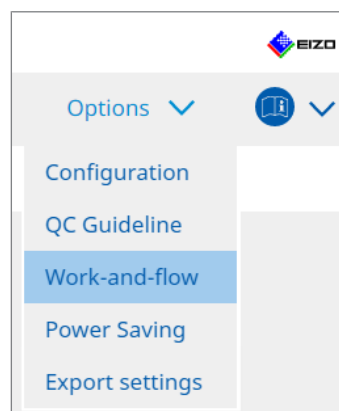 EIZO
Options
Configuration
QC Guideline
Work-and-flow
Power Saving
Export settings